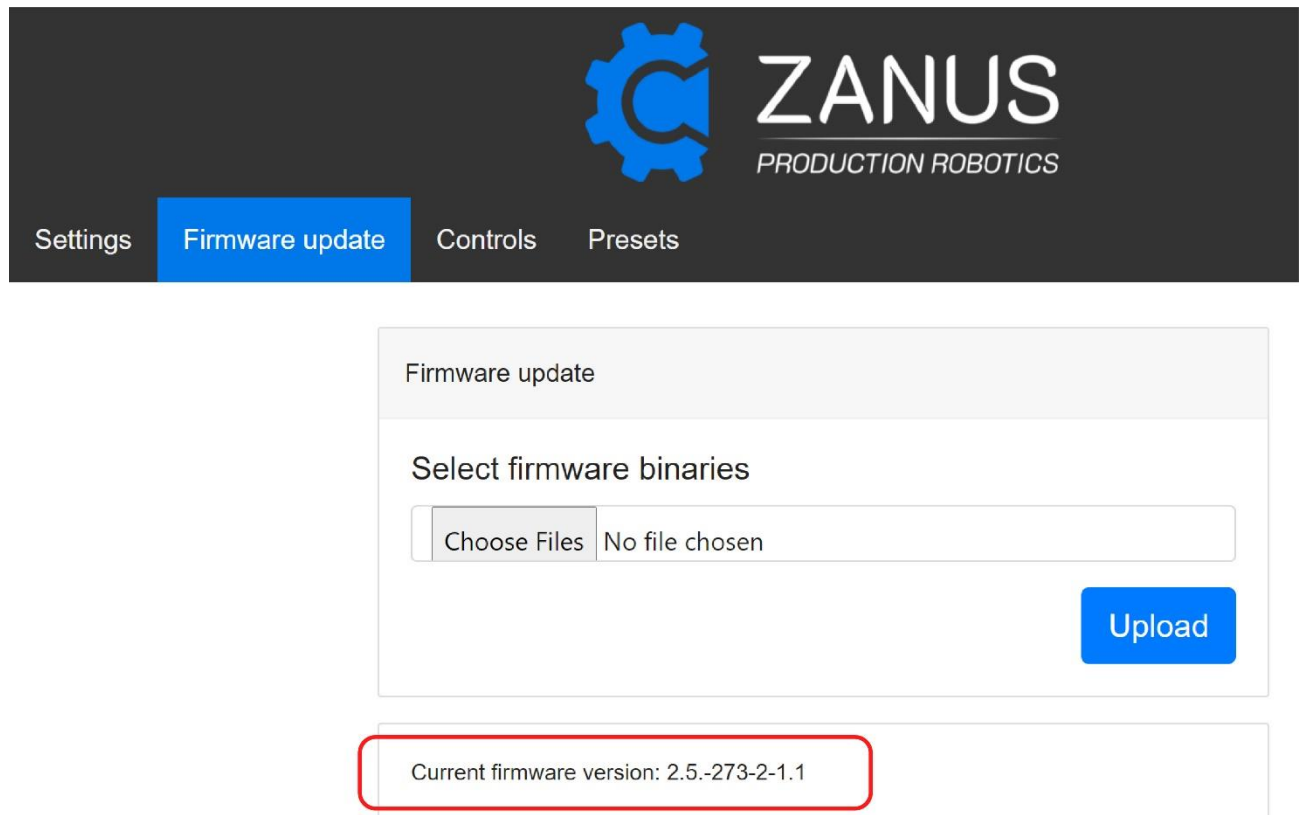 ZANUS
PRODUCTION ROBOTICS
Settings Firmware update Controls Presets
Firmware update
Select firmware binaries
Choose Files No file chosen
Upload
Current firmware version: 2.5.-273-2-1.1